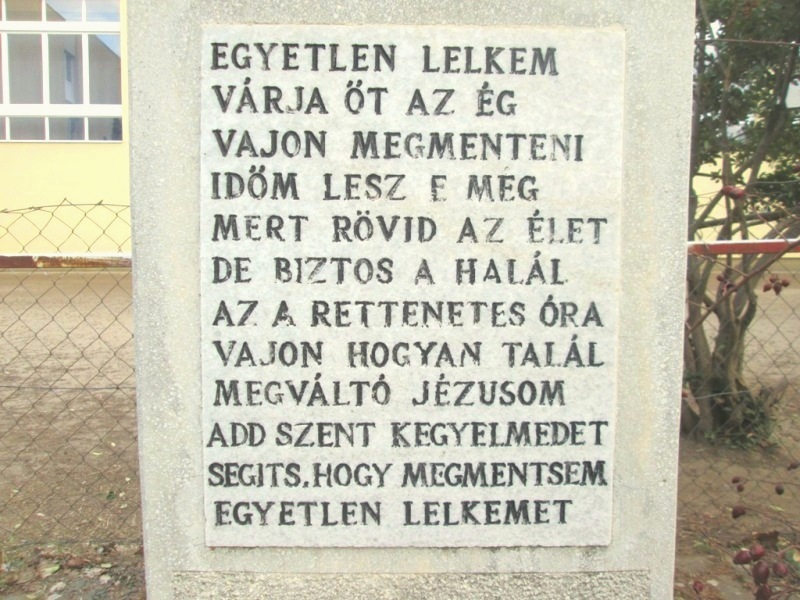 EGYETLEN LELKEM
VÁRJA ŐT AZ ÉG
VAJON MEGMENTENI
IDŐM LESZ E MÉG
MERT RÖVID AZ ÉLET
DE BIZTOS A HALÁL
AZ A RETTENETES ÓRA
VAJON HOGYAN TALÁL
MEGVÁLTÓ JÉZUSOM
ADD SZENT KEGYELMEDET
SEGITS, HOGY MEGMENTSEM
EGYETLEN LELKEMET